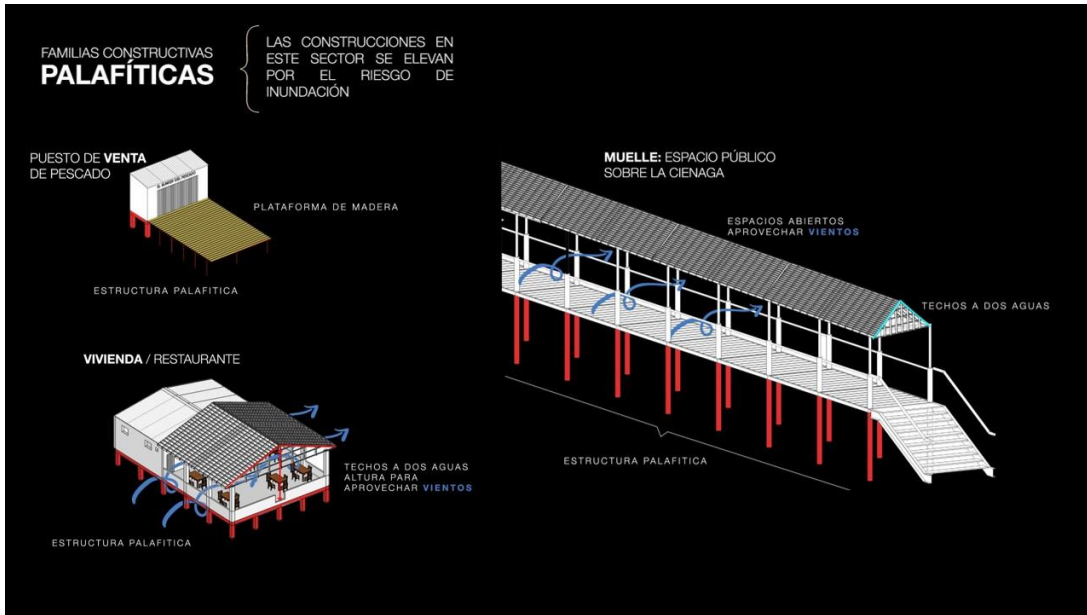 FAMILIAS CONSTRUCTIVAS
PALAFÍTICAS
LAS CONSTRUCCIONES EN
ESTE SECTOR SE ELEVAN
POR EL RIESGO DE
INUNDACIÓN
PUESTO DE VENTA
DE PESCADO
PLATAFORMA DE MADERA
ESTRUCTURA PALAFITICA
VIVIENDA / RESTAURANTE
TECHOS A DOS AGUAS
ALTURA PARA
APROVECHAR VIENTOS
ESTRUCTURA PALAFITICA
MUELLE: ESPACIO PÚBLICO
SOBRE LA CIENAGA
ESPACIOS ABIERTOS
APROVECHAR VIENTOS
TECHOS A DOS AGUAS
ESTRUCTURA PALAFITICA